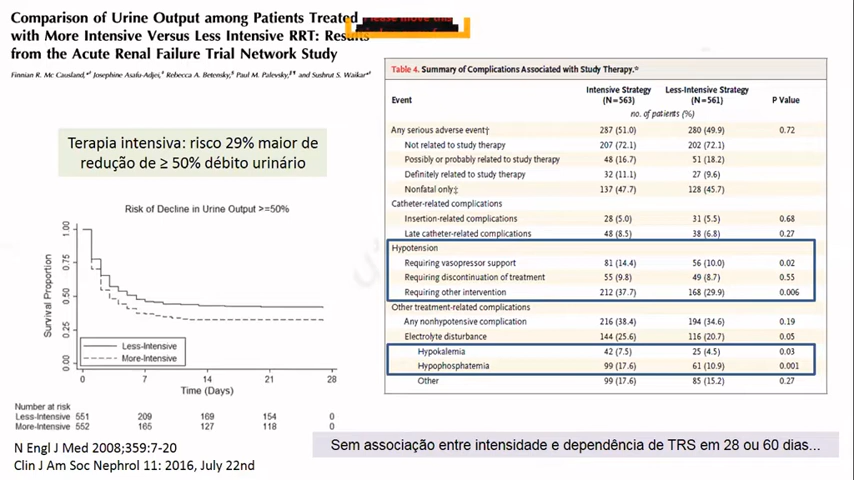 Comparison of Urine Output among Patients Treated
with More Intensive Versus Less Intensive RRT: Results
from the Acute Renal Failure Trial Network Study
Finnian R. Mc Causland,*† Josephine Asafu-Adjei,‡ Rebecca A. Betensky,§ Paul M. Palevsky,‖¶ and Sushrut S. Waikar*†
Please move this
Terapia intensiva: risco 29% maior de
redução de ≥ 50% débito urinário
Risk of Decline in Urine Output >=50%
Survival Proportion
1.00
0.75
0.50
0.25
0.00
Less-Intensive
More-Intensive
0 7 14 21 28
Time (Days)
Number at risk
Less-Intensive 551 209 169 154 0
More-Intensive 552 165 127 118 0
N Engl J Med 2008;359:7-20
Clin J Am Soc Nephrol 11: 2016, July 22nd
Table 4. Summary of Complications Associated with Study Therapy.*
Event Intensive Strategy (N=563) Less-Intensive Strategy (N=561) P Value
no. of patients (%)
Any serious adverse event† 287 (51.0) 280 (49.9) 0.72
Not related to study therapy 207 (72.1) 202 (72.1)
Possibly or probably related to study therapy 48 (16.7) 51 (18.2)
Definitely related to study therapy 32 (11.1) 27 (9.6)
Nonfatal only‡ 137 (47.7) 128 (45.7)
Catheter-related complications
Insertion-related complications 28 (5.0) 31 (5.5) 0.68
Late catheter-related complications 48 (8.5) 38 (6.8) 0.27
Hypotension
Requiring vasopressor support 81 (14.4) 56 (10.0) 0.02
Requiring discontinuation of treatment 55 (9.8) 49 (8.7) 0.55
Requiring other intervention 212 (37.7) 168 (29.9) 0.006
Other treatment-related complications
Any nonhypotensive complication 216 (38.4) 194 (34.6) 0.19
Electrolyte disturbance 144 (25.6) 116 (20.7) 0.05
Hypokalemia 42 (7.5) 25 (4.5) 0.03
Hypophosphatemia 99 (17.6) 61 (10.9) 0.001
Other 99 (17.6) 85 (15.2) 0.27
Sem associação entre intensidade e dependência de TRS em 28 ou 60 dias...